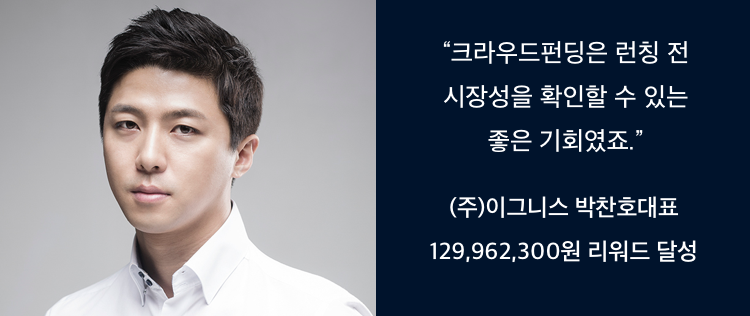 “크라우드펀딩은 런칭 전
시장성을 확인할 수 있는
좋은 기회였죠.”
(주)이그니스 박찬호대표
129,962,300원 리워드 달성